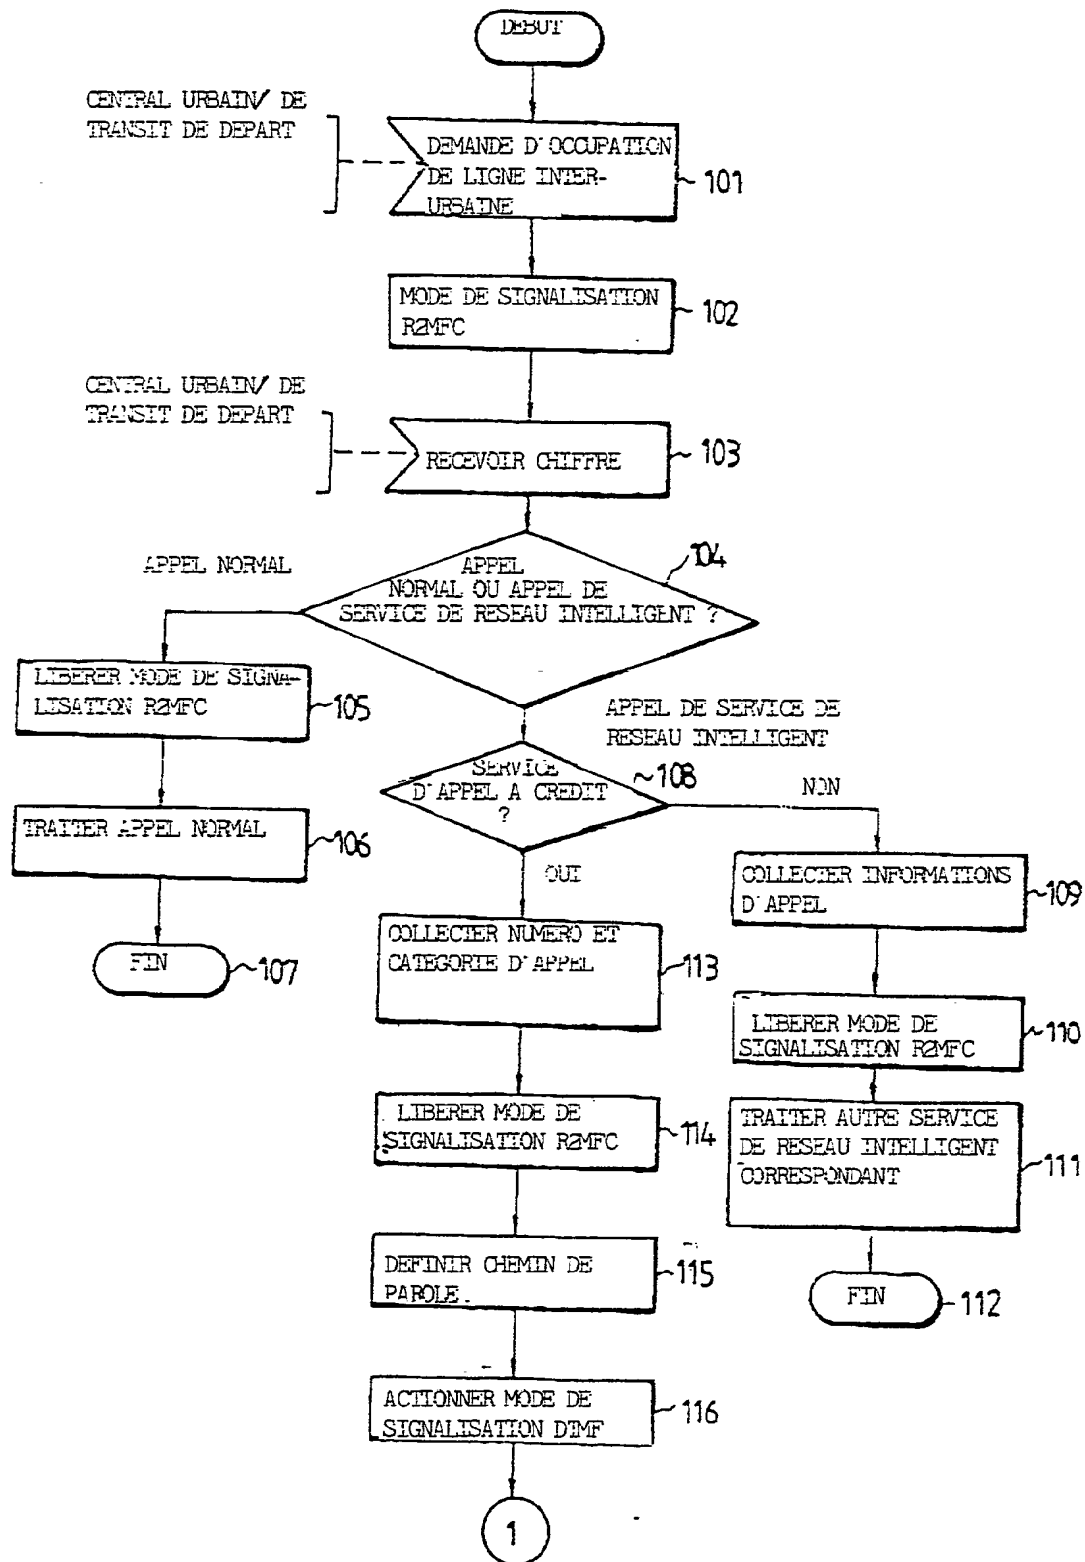 DEBUT
CENTRAL URBAIN/ DE
TRANSIT DE DEPART
DEMANDE D'OCCUPATION
DE LIGNE INTER-
URBAINE
101
MODE DE SIGNALISATION
R2MFC
102
CENTRAL URBAIN/ DE
TRANSIT DE DEPART
RECEVOIR CHIFFRE
103
104
APPEL NORMAL
APPEL
NORMAL OU APPEL DE
SERVICE DE RESEAU INTELLIGENT ?
LIBERER MODE DE SIGNA-
LISATION R2MFC
105
APPEL DE SERVICE DE
RESEAU INTELLIGENT
TRAITER APPEL NORMAL
106
SERVICE
D'APPEL A CREDIT
?
108
NON
OUI
FIN
107
COLLECTER INFORMATIONS
D'APPEL
109
COLLECTER NUMERO ET
CATEGORIE D'APPEL
113
LIBERER MODE DE
SIGNALISATION R2MFC
110
LIBERER MODE DE
SIGNALISATION R2MFC
114
TRAITER AUTRE SERVICE
DE RESEAU INTELLIGENT
CORRESPONDANT
111
DEFINIR CHEMIN DE
PAROLE.
115
FIN
112
ACTIONNER MODE DE
SIGNALISATION DTMF
116
1